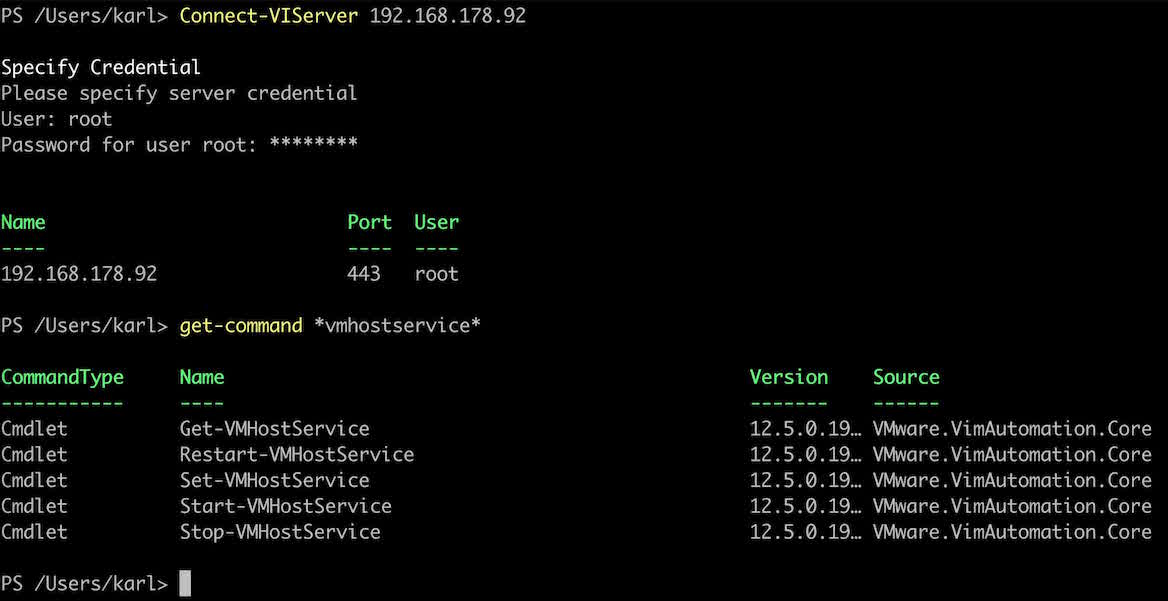 PS /Users/karl> Connect-VIServer 192.168.178.92
Specify Credential
Please specify server credential
User: root
Password for user root: ********
Name Port User
---- ---- ----
192.168.178.92 443 root
PS /Users/karl> get-command *vmhostservice*
CommandType Name Version Source
----------- ---- ------- ------
Cmdlet Get-VMHostService 12.5.0.19… VMware.VimAutomation.Core
Cmdlet Restart-VMHostService 12.5.0.19… VMware.VimAutomation.Core
Cmdlet Set-VMHostService 12.5.0.19… VMware.VimAutomation.Core
Cmdlet Start-VMHostService 12.5.0.19… VMware.VimAutomation.Core
Cmdlet Stop-VMHostService 12.5.0.19… VMware.VimAutomation.Core
PS /Users/karl>